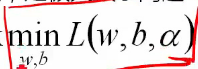 min L(w, b, α)
w,b